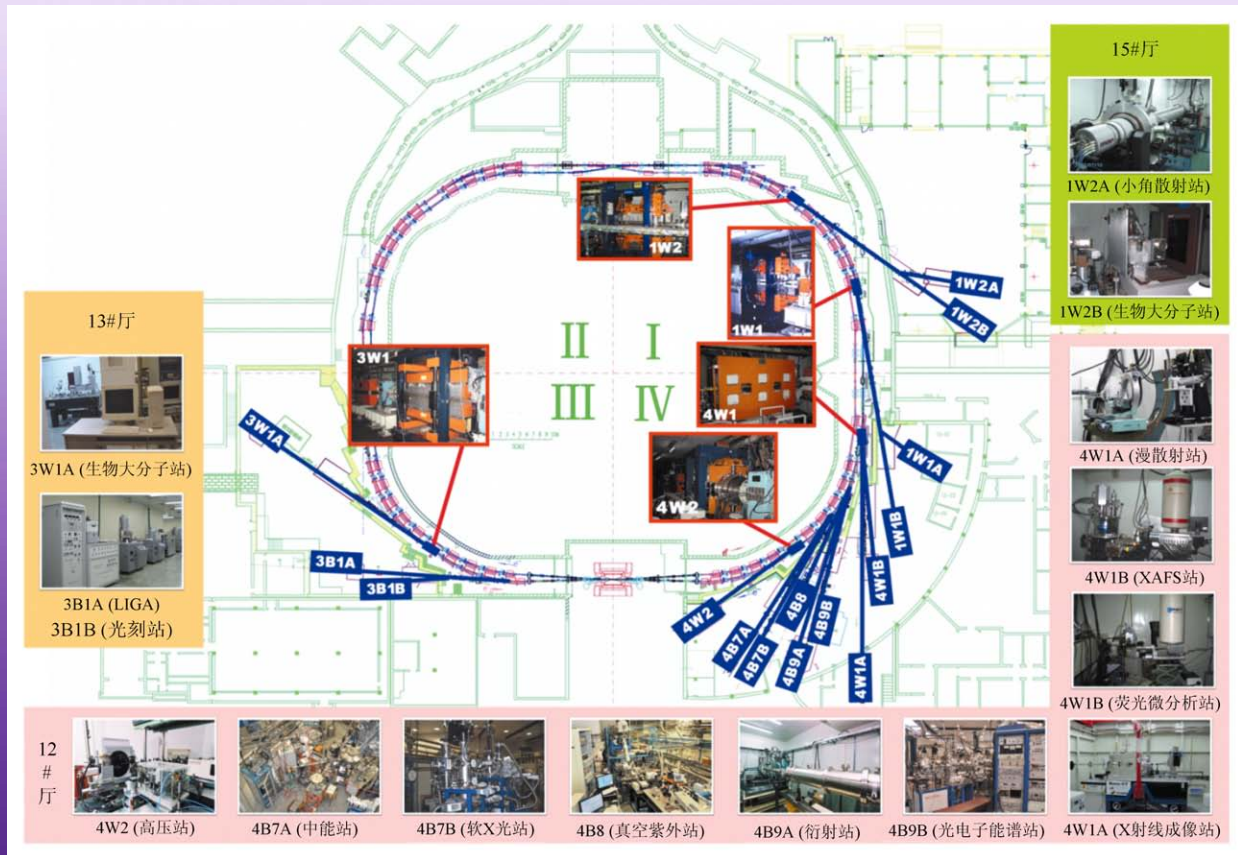 15#厅
1W2A (小角散射站)
1W2B (生物大分子站)
1W2
1W1
1W2A
1W2B
II I
III IV
3W1
4W1
4W2
13#厅
3W1A (生物大分子站)
3B1A (LIGA)
3B1B (光刻站)
3W1A
3B1A
3B1B
1W1A
1W1B
4W1B
4W1A
4W2
4B7A
4B7B
4B8
4B9A
4B9B
4W1A (漫散射站)
4W1B (XAFS站)
4W1B (荧光微分析站)
12
#
厅
4W2 (高压站)
4B7A (中能站)
4B7B (软X光站)
4B8 (真空紫外站)
4B9A (衍射站)
4B9B (光电子能谱站)
4W1A (X射线成像站)